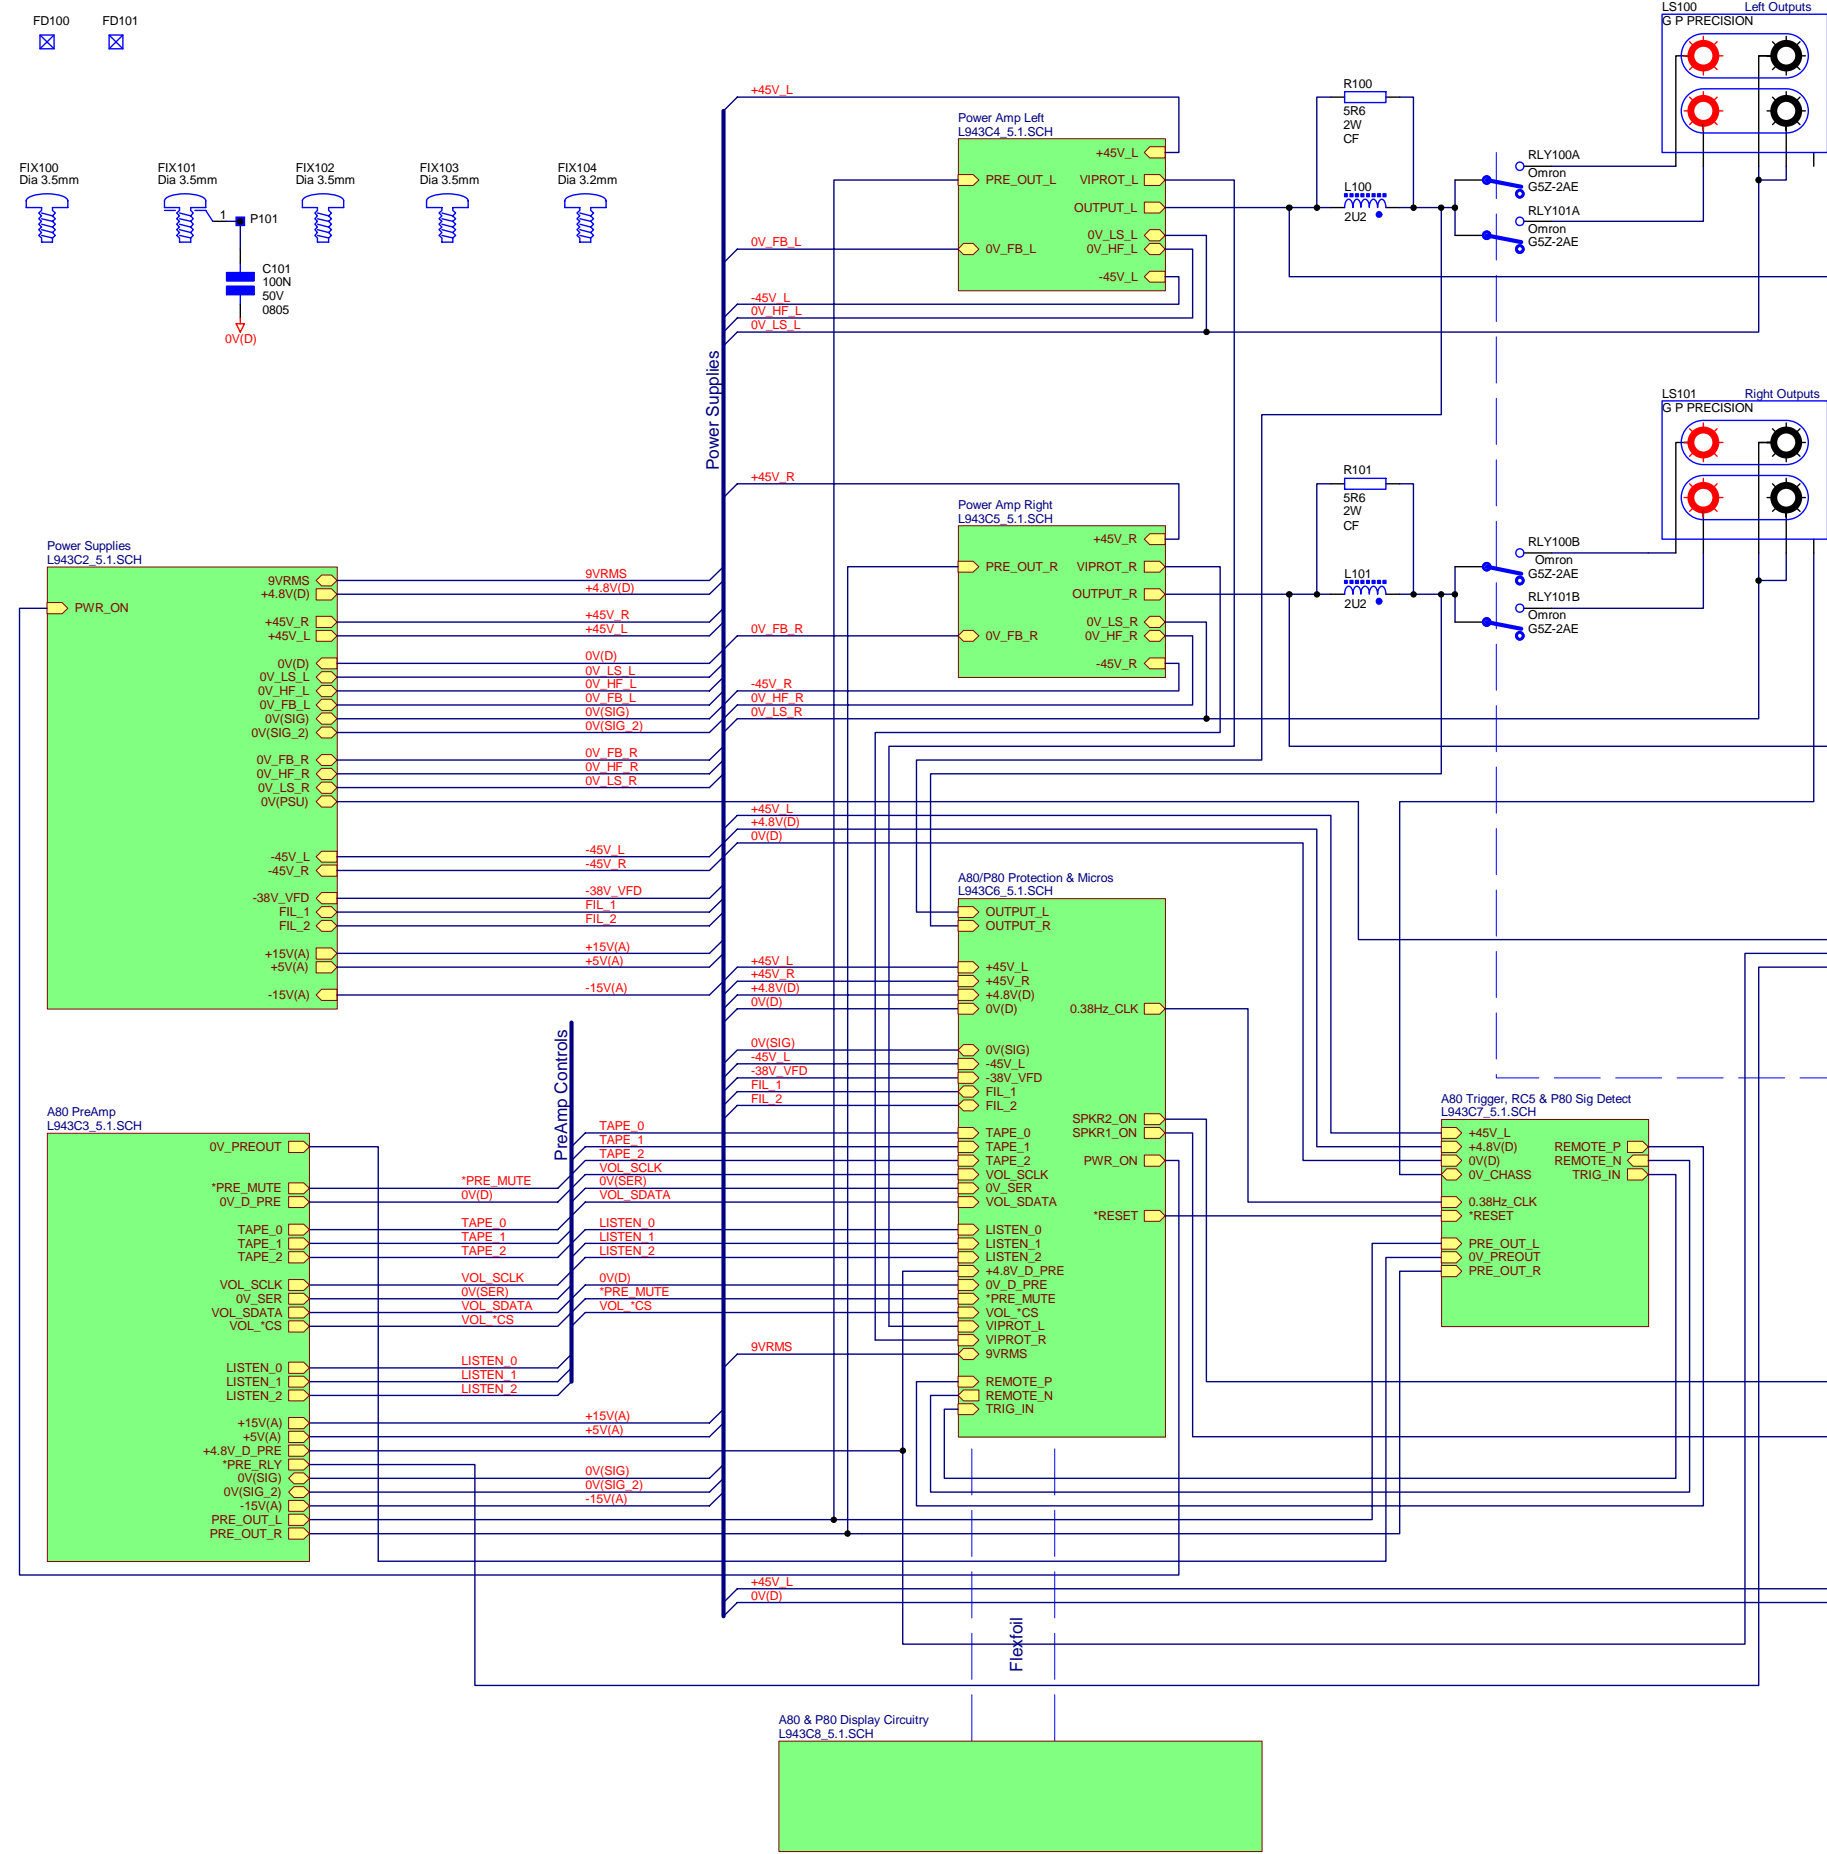 FD100
FD101
LS100
Left Outputs
G P PRECISION
FIX100
Dia 3.5mm
FIX101
Dia 3.5mm
FIX102
Dia 3.5mm
FIX103
Dia 3.5mm
FIX104
Dia 3.2mm
1
P101
C101
100N
50V
0805
0V(D)
+45V_L
0V_FB_L
-45V_L
0V_HF_L
0V_LS_L
Power Supplies
Power Amp Left
L943C4_5.1.SCH
+45V_L
PRE_OUT_L
VIPROT_L
OUTPUT_L
0V_LS_L
0V_FB_L
0V_HF_L
-45V_L
R100
5R6
2W
CF
L100
2U2
RLY100A
Omron
G5Z-2AE
RLY101A
Omron
G5Z-2AE
LS101
Right Outputs
G P PRECISION
+45V_R
0V_FB_R
-45V_R
0V_HF_R
0V_LS_R
Power Amp Right
L943C5_5.1.SCH
+45V_R
PRE_OUT_R
VIPROT_R
OUTPUT_R
0V_LS_R
0V_FB_R
0V_HF_R
-45V_R
R101
5R6
2W
CF
L101
2U2
RLY100B
Omron
G5Z-2AE
RLY101B
Omron
G5Z-2AE
Power Supplies
L943C2_5.1.SCH
PWR_ON
9VRMS
+4.8V(D)
+45V_R
+45V_L
0V(D)
0V_LS_L
0V_HF_L
0V_FB_L
0V(SIG)
0V(SIG_2)
0V_FB_R
0V_HF_R
0V_LS_R
0V(PSU)
-45V_L
-45V_R
-38V_VFD
FIL_1
FIL_2
+15V(A)
+5V(A)
-15V(A)
9VRMS
+4.8V(D)
+45V_R
+45V_L
0V(D)
0V_LS_L
0V_HF_L
0V_FB_L
0V(SIG)
0V(SIG_2)
0V_FB_R
0V_HF_R
0V_LS_R
-45V_L
-45V_R
-38V_VFD
FIL_1
FIL_2
+15V(A)
+5V(A)
-15V(A)
+45V_L
+4.8V(D)
0V(D)
+45V_L
+45V_R
+4.8V(D)
0V(D)
0V(SIG)
-45V_L
-38V_VFD
FIL_1
FIL_2
A80/P80 Protection & Micros
L943C6_5.1.SCH
OUTPUT_L
OUTPUT_R
+45V_L
+45V_R
+4.8V(D)
0V(D)
0V(SIG)
-45V_L
-38V_VFD
FIL_1
FIL_2
TAPE_0
TAPE_1
TAPE_2
VOL_SCLK
0V_SER
VOL_SDATA
LISTEN_0
LISTEN_1
LISTEN_2
+4.8V_D_PRE
0V_D_PRE
*PRE_MUTE
VOL_*CS
VIPROT_L
VIPROT_R
9VRMS
REMOTE_P
REMOTE_N
TRIG_IN
0.38Hz_CLK
SPKR2_ON
SPKR1_ON
PWR_ON
*RESET
PreAmp Controls
TAPE_0
TAPE_1
TAPE_2
VOL_SCLK
0V(SER)
VOL_SDATA
LISTEN_0
LISTEN_1
LISTEN_2
0V(D)
*PRE_MUTE
VOL_*CS
9VRMS
A80 PreAmp
L943C3_5.1.SCH
0V_PREOUT
*PRE_MUTE
0V_D_PRE
TAPE_0
TAPE_1
TAPE_2
VOL_SCLK
0V_SER
VOL_SDATA
VOL_*CS
LISTEN_0
LISTEN_1
LISTEN_2
+15V(A)
+5V(A)
+4.8V_D_PRE
*PRE_RLY
0V(SIG)
0V(SIG_2)
-15V(A)
PRE_OUT_L
PRE_OUT_R
*PRE_MUTE
0V(D)
TAPE_0
TAPE_1
TAPE_2
VOL_SCLK
0V(SER)
VOL_SDATA
VOL_*CS
LISTEN_0
LISTEN_1
LISTEN_2
+15V(A)
+5V(A)
0V(SIG)
0V(SIG_2)
-15V(A)
A80 Trigger, RC5 & P80 Sig Detect
L943C7_5.1.SCH
+45V_L
+4.8V(D)
0V(D)
0V_CHASS
0.38Hz_CLK
*RESET
PRE_OUT_L
0V_PREOUT
PRE_OUT_R
REMOTE_P
REMOTE_N
TRIG_IN
+45V_L
0V(D)
Flexfoil
A80 & P80 Display Circuitry
L943C8_5.1.SCH